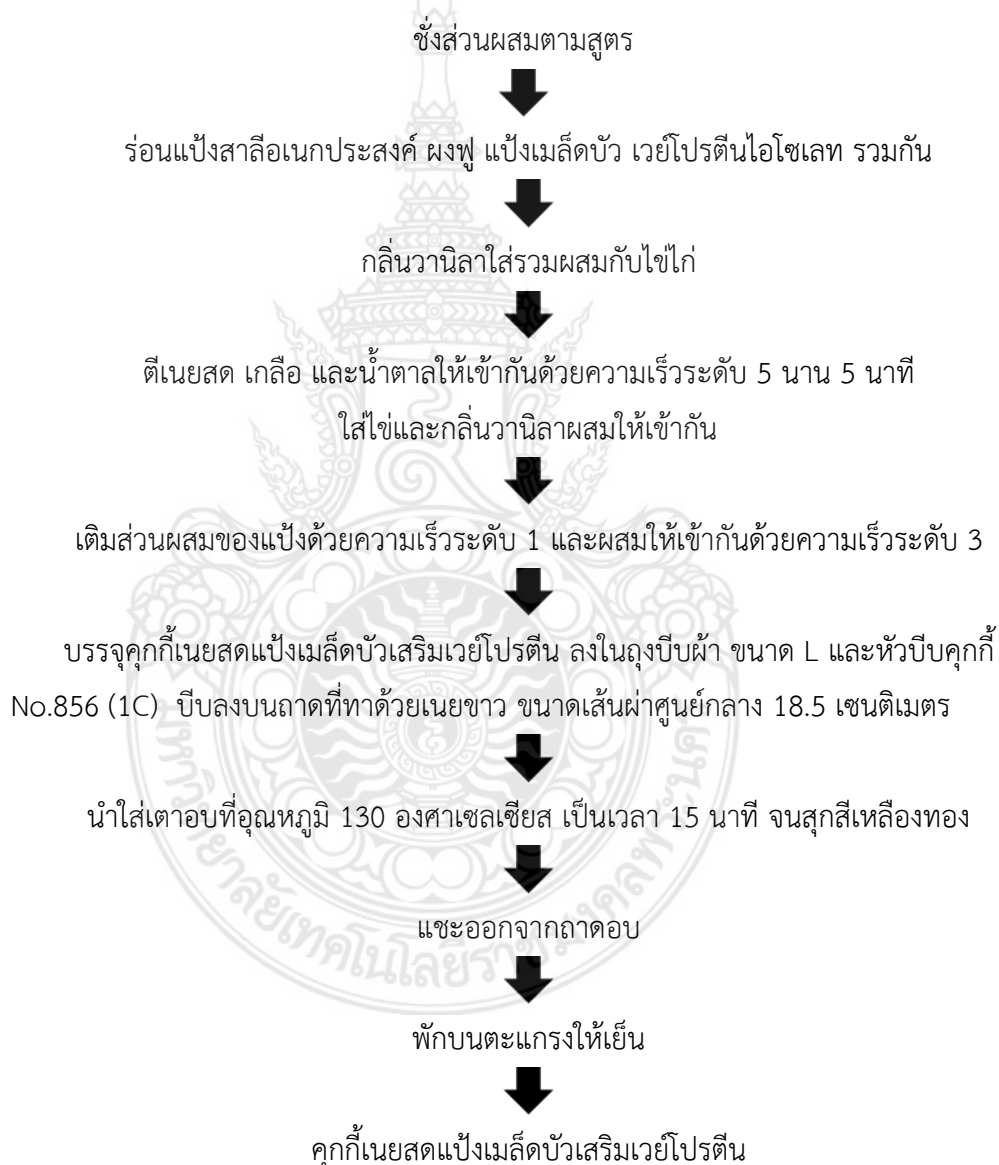 ชั่งส่วนผสมตามสูตร
ร่อนแป้งสาลีอเนกประสงค์ ผงฟู แป้งเมล็ดบัว เวย์โปรตีนไอโซเลท รวมกัน
กลิ่นวานิลาใส่รวมผสมกับไข่ไก่
ตีเนยสด เกลือ และน้ำตาลให้เข้ากันด้วยความเร็วระดับ 5 นาน 5 นาที
ใส่ไข่และกลิ่นวานิลาผสมให้เข้ากัน
เติมส่วนผสมของแป้งด้วยความเร็วระดับ 1 และผสมให้เข้ากันด้วยความเร็วระดับ 3
บรรจุคุกกี้เนยสดแป้งเมล็ดบัวเสริมเวย์โปรตีน ลงในถุงบีบผ้า ขนาด L และหัวบีบคุกกี้
No.856 (1C) บีบลงบนถาดที่ทาด้วยเนยขาว ขนาดเส้นผ่าศูนย์กลาง 18.5 เซนติเมตร
นำใส่เตาอบที่อุณหภูมิ 130 องศาเซลเซียส เป็นเวลา 15 นาที จนสุกสีเหลืองทอง
แซะออกจากถาดอบ
พักบนตะแกรงให้เย็น
คุกกี้เนยสดแป้งเมล็ดบัวเสริมเวย์โปรตีน